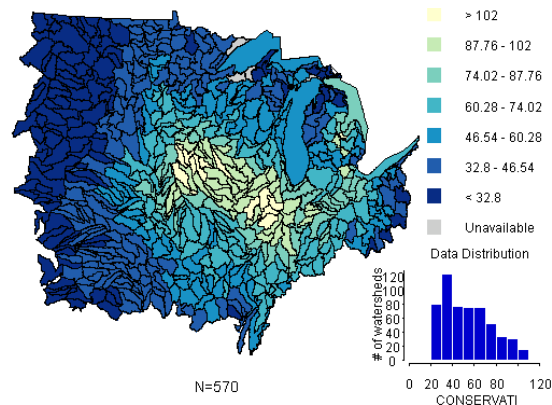 > 102
87.76 - 102
74.02 - 87.76
60.28 - 74.02
46.54 - 60.28
32.8 - 46.54
< 32.8
Unavailable
Data Distribution
# of watersheds
120
100
80
60
40
20
0
0 20 40 60 80 120
CONSERVATI
N=570